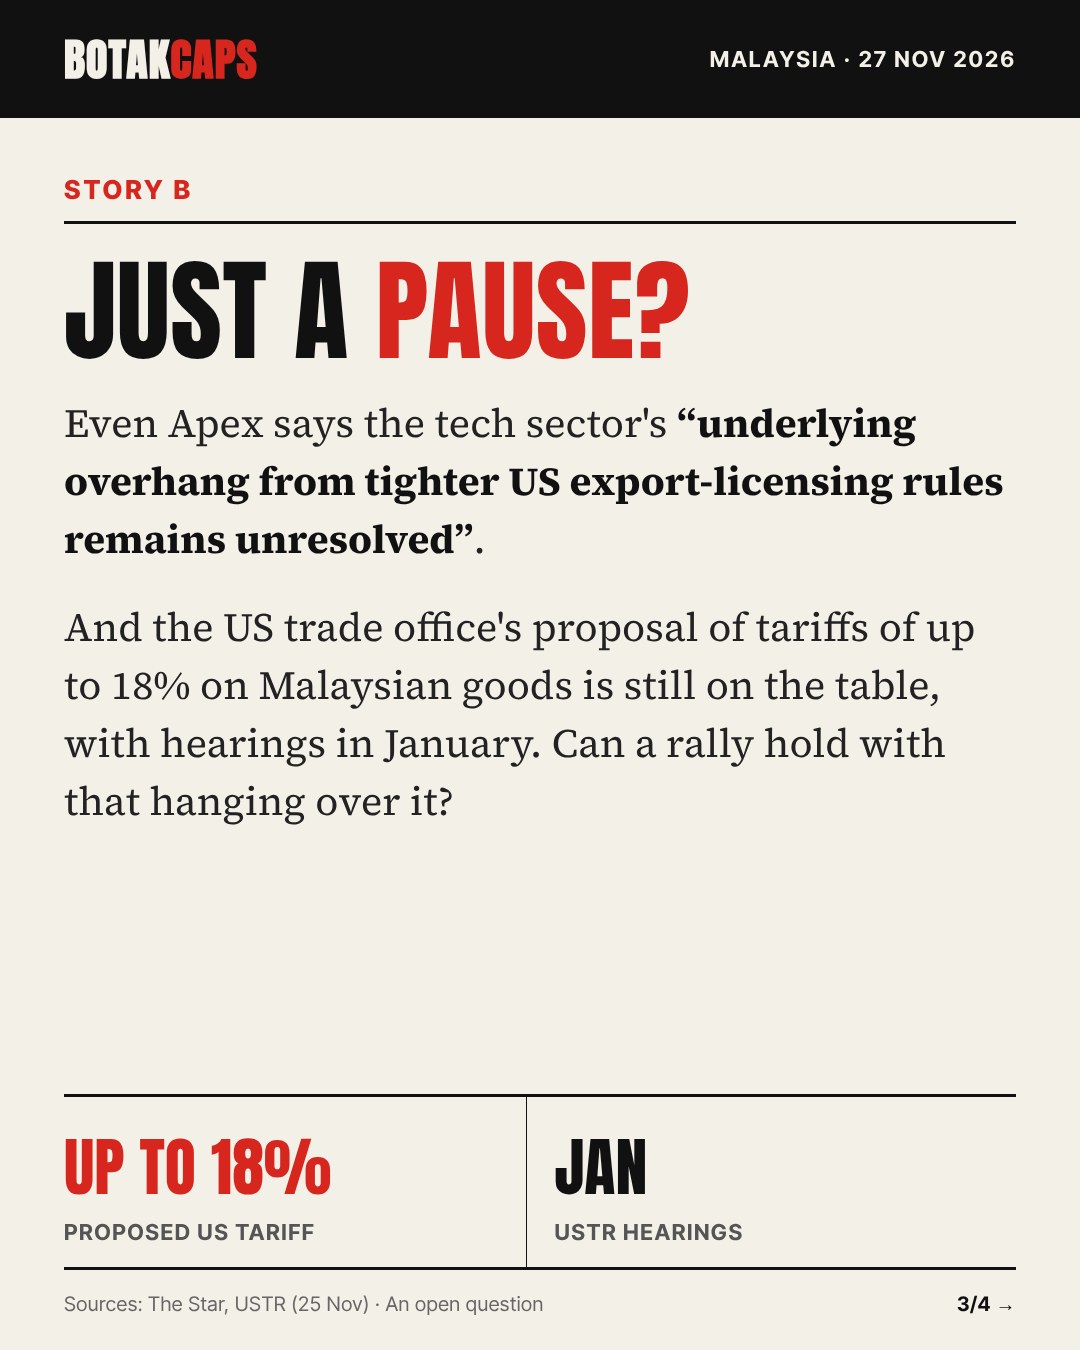 BOTAKCAPS
MALAYSIA · 27 NOV 2026
STORY B
JUST A PAUSE?
Even Apex says the tech sector's “underlying
overhang from tighter US export-licensing rules
remains unresolved”.
And the US trade office's proposal of tariffs of up
to 18% on Malaysian goods is still on the table,
with hearings in January. Can a rally hold with
that hanging over it?
UP TO 18%
PROPOSED US TARIFF
JAN
USTR HEARINGS
Sources: The Star, USTR (25 Nov) · An open question
3/4 →